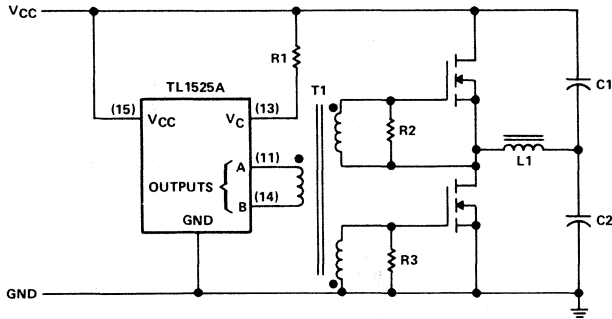 VCC
R1
TL1525A
T1
C1
(15)
(13)
VCC
VC
R2
(11)
A
L1
OUTPUTS
B
(14)
GND
C2
R3
GND